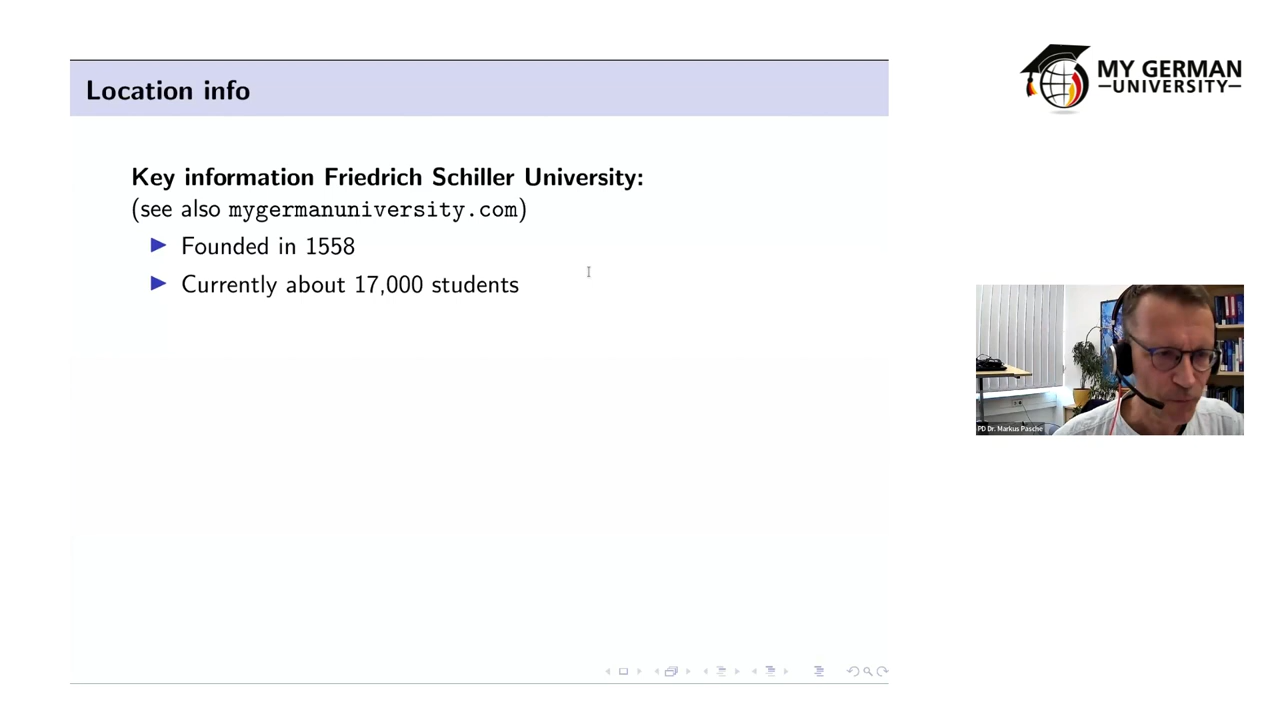 Location info
MY GERMAN
UNIVERSITY
Key information Friedrich Schiller University:
(see also mygermanuniversity.com)
Founded in 1558
Currently about 17,000 students
PD Dr. Markus Pasche